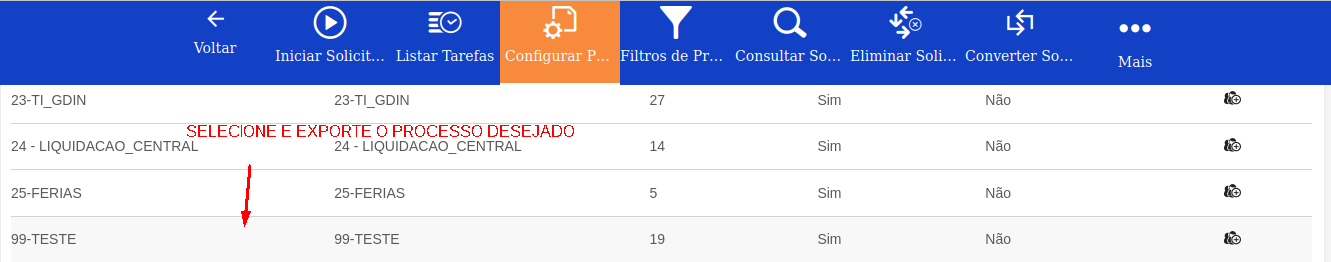 Voltar
Iniciar Solicit...
Listar Tarefas
Configurar P...
Filtros de Pr...
Consultar So...
Eliminar Soli...
Converter So...
Mais
23-TI_GDIN 23-TI_GDIN 27 Sim Não
SELECIONE E EXPORTE O PROCESSO DESEJADO
24 - LIQUIDACAO_CENTRAL 24 - LIQUIDACAO_CENTRAL 14 Sim Não
25-FERIAS 25-FERIAS 5 Sim Não
99-TESTE 99-TESTE 19 Sim Não